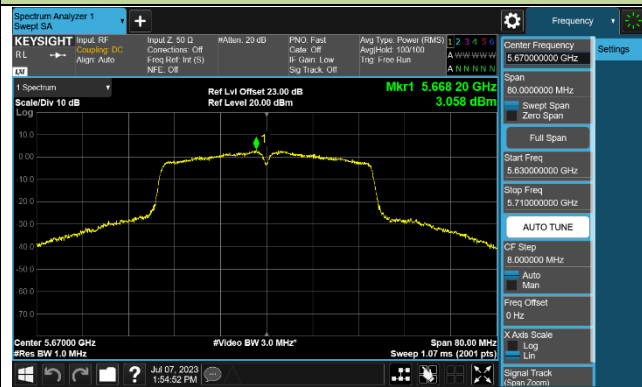 Spectrum Analyzer 1
Swept SA
+
Frequency
KEYSIGHT
RL
Input: RF
Coupling: DC
Align: Auto
Input Z: 50 Ω
Corrections: Off
Freq Ref: Int (S)
NFE: Off
#Atten: 20 dB
PNO: Fast
Gate: Off
IF Gain: Low
Sig Track: Off
Avg Type: Power (RMS)
Avg|Hold: 100/100
Trig: Free Run
1 2 3 4 5 6
A W W W W W
A N N N N N
LXI
1 Spectrum
Scale/Div 10 dB
Log
Ref Lvl Offset 23.00 dB
Ref Level 20.00 dBm
Mkr1 5.668 20 GHz
3.058 dBm
1
10.0
0.00
-10.0
-20.0
-30.0
-40.0
-50.0
-60.0
-70.0
Center 5.67000 GHz
#Res BW 1.0 MHz
#Video BW 3.0 MHz*
Span 80.00 MHz
Sweep 1.07 ms (2001 pts)
Jul 07, 2023
1:54:52 PM
Center Frequency
5.670000000 GHz
Span
80.0000000 MHz
Swept Span
Zero Span
Full Span
Start Freq
5.630000000 GHz
Stop Freq
5.710000000 GHz
AUTO TUNE
CF Step
8.000000 MHz
Auto
Man
Freq Offset
0 Hz
X Axis Scale
Log
Lin
Signal Track
(Span Zoom)
Settings